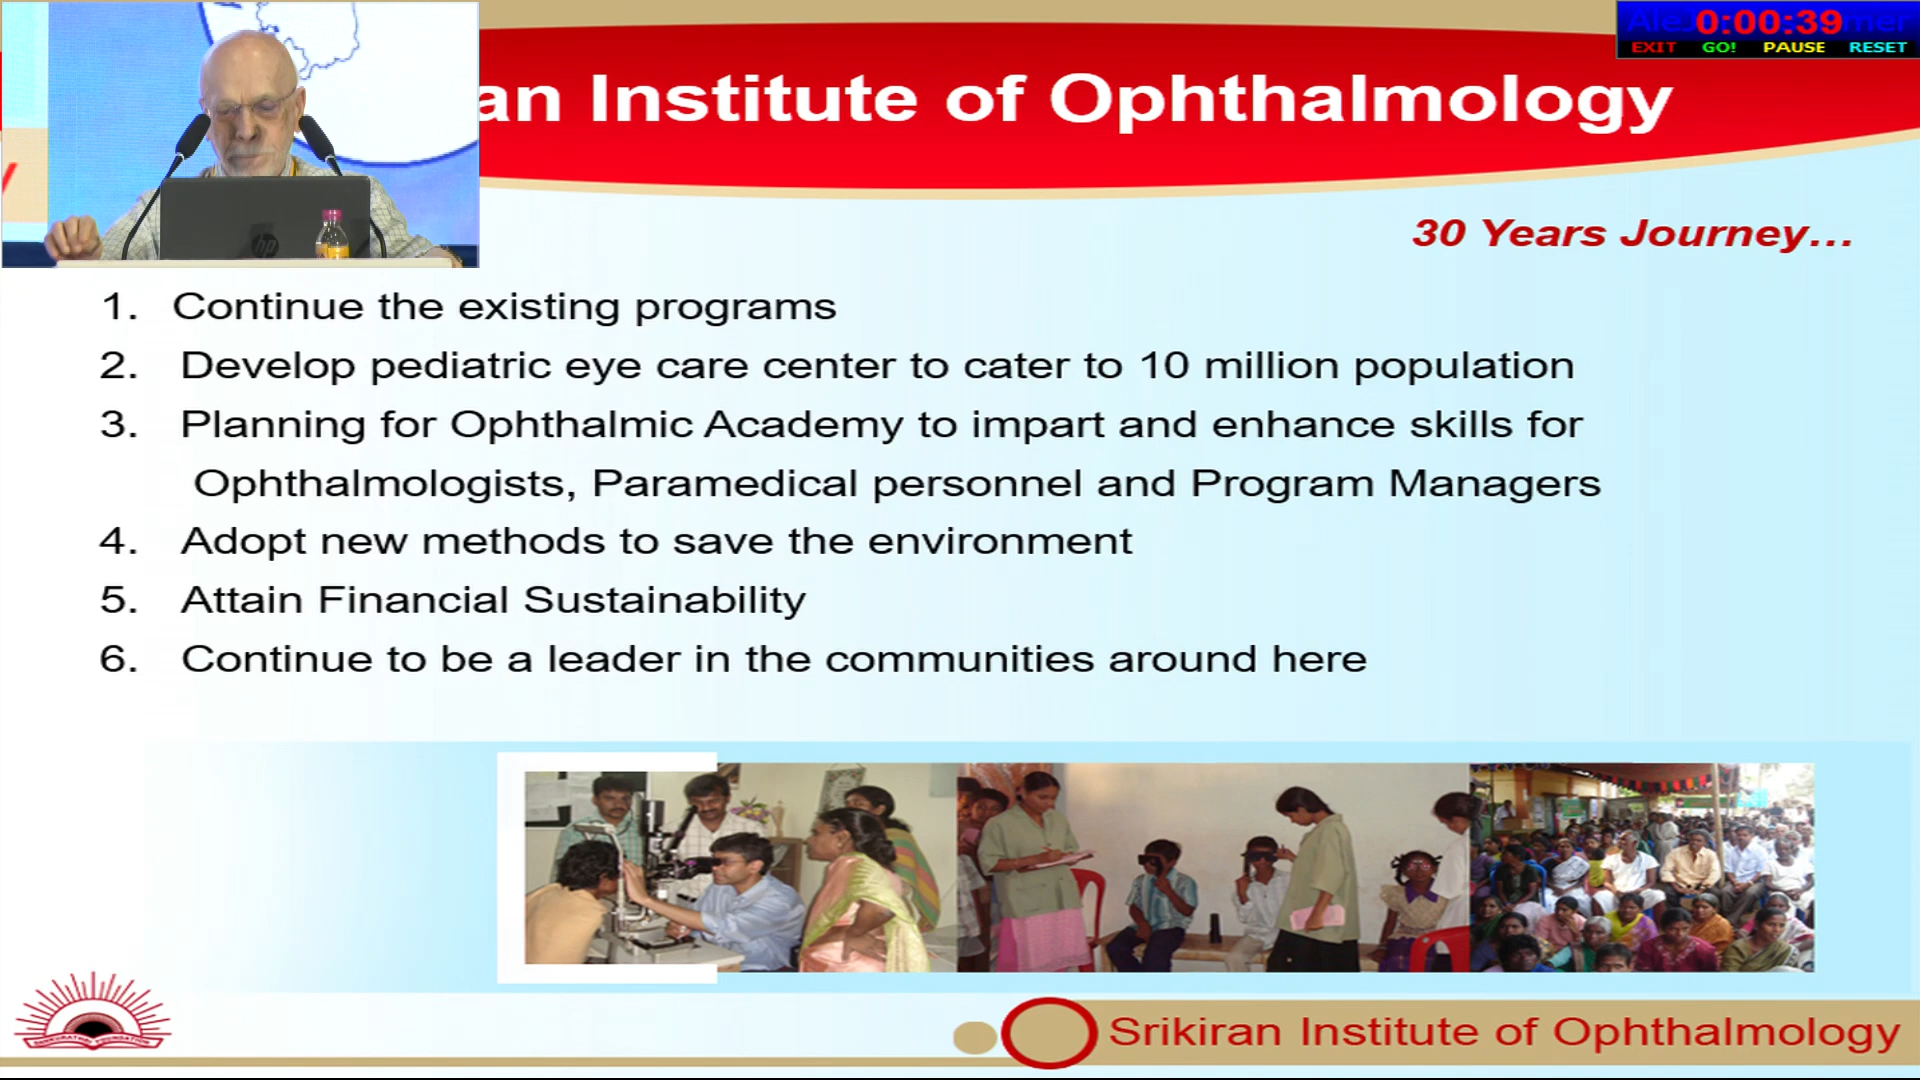 0:00:39
EXIT GO! PAUSE RESET
an Institute of Ophthalmology
30 Years Journey...
1. Continue the existing programs
2. Develop pediatric eye care center to cater to 10 million population
3. Planning for Ophthalmic Academy to impart and enhance skills for
Ophthalmologists, Paramedical personnel and Program Managers
4. Adopt new methods to save the environment
5. Attain Financial Sustainability
6. Continue to be a leader in the communities around here
hp
SANKURATHRI FOUNDATION
Srikiran Institute of Ophthalmology